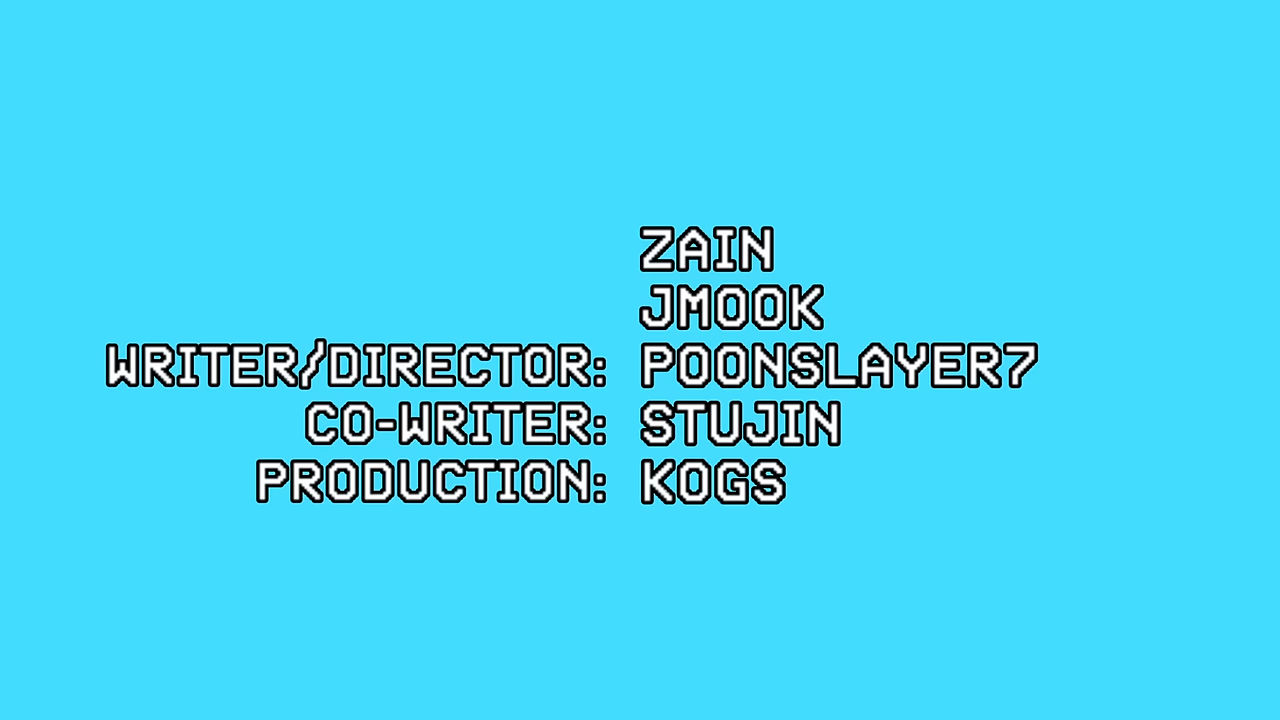 ZAIN
JMOOK
WRITER/DIRECTOR: POONSLAYER7
CO-WRITER: STUJIN
PRODUCTION: KOGS